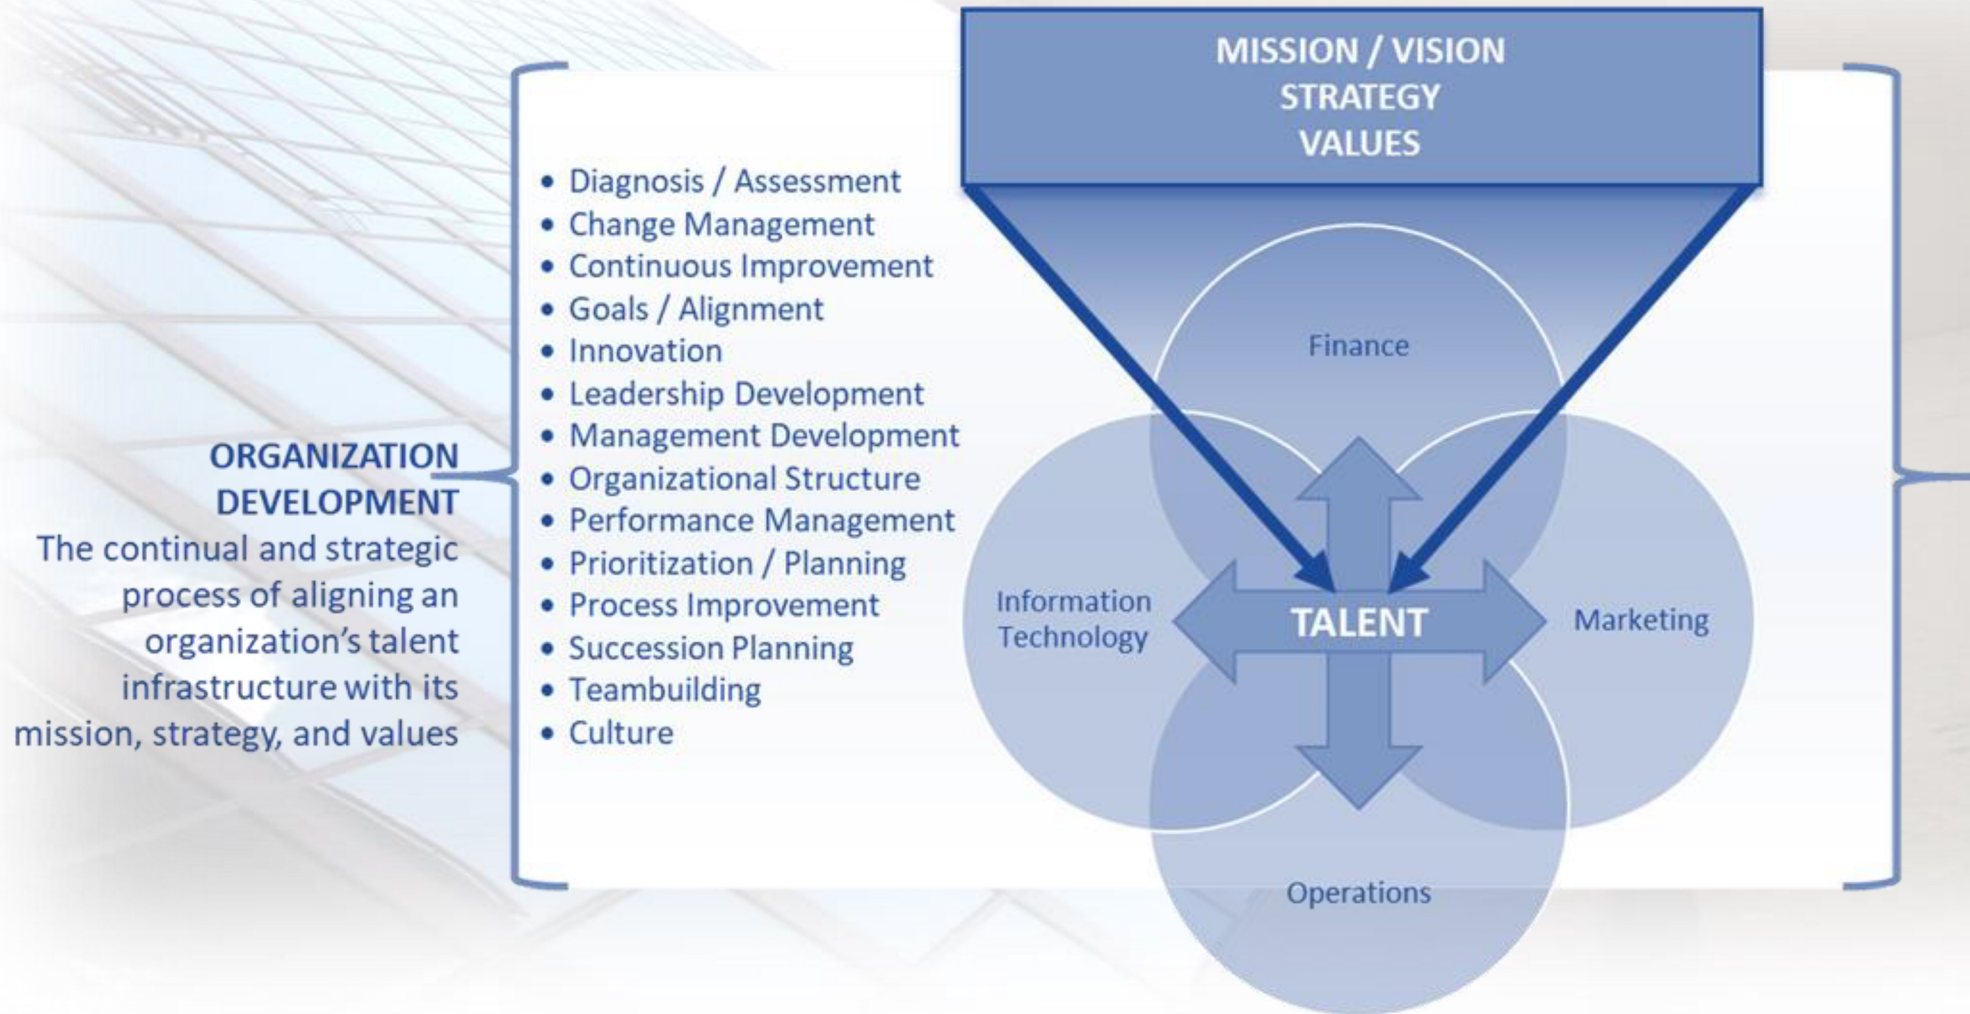 MISSION / VISION
STRATEGY
VALUES
ORGANIZATION
DEVELOPMENT
The continual and strategic
process of aligning an
organization’s talent
infrastructure with its
mission, strategy, and values
• Diagnosis / Assessment
• Change Management
• Continuous Improvement
• Goals / Alignment
• Innovation
• Leadership Development
• Management Development
• Organizational Structure
• Performance Management
• Prioritization / Planning
• Process Improvement
• Succession Planning
• Teambuilding
• Culture
Finance
Information
Technology
TALENT
Marketing
Operations